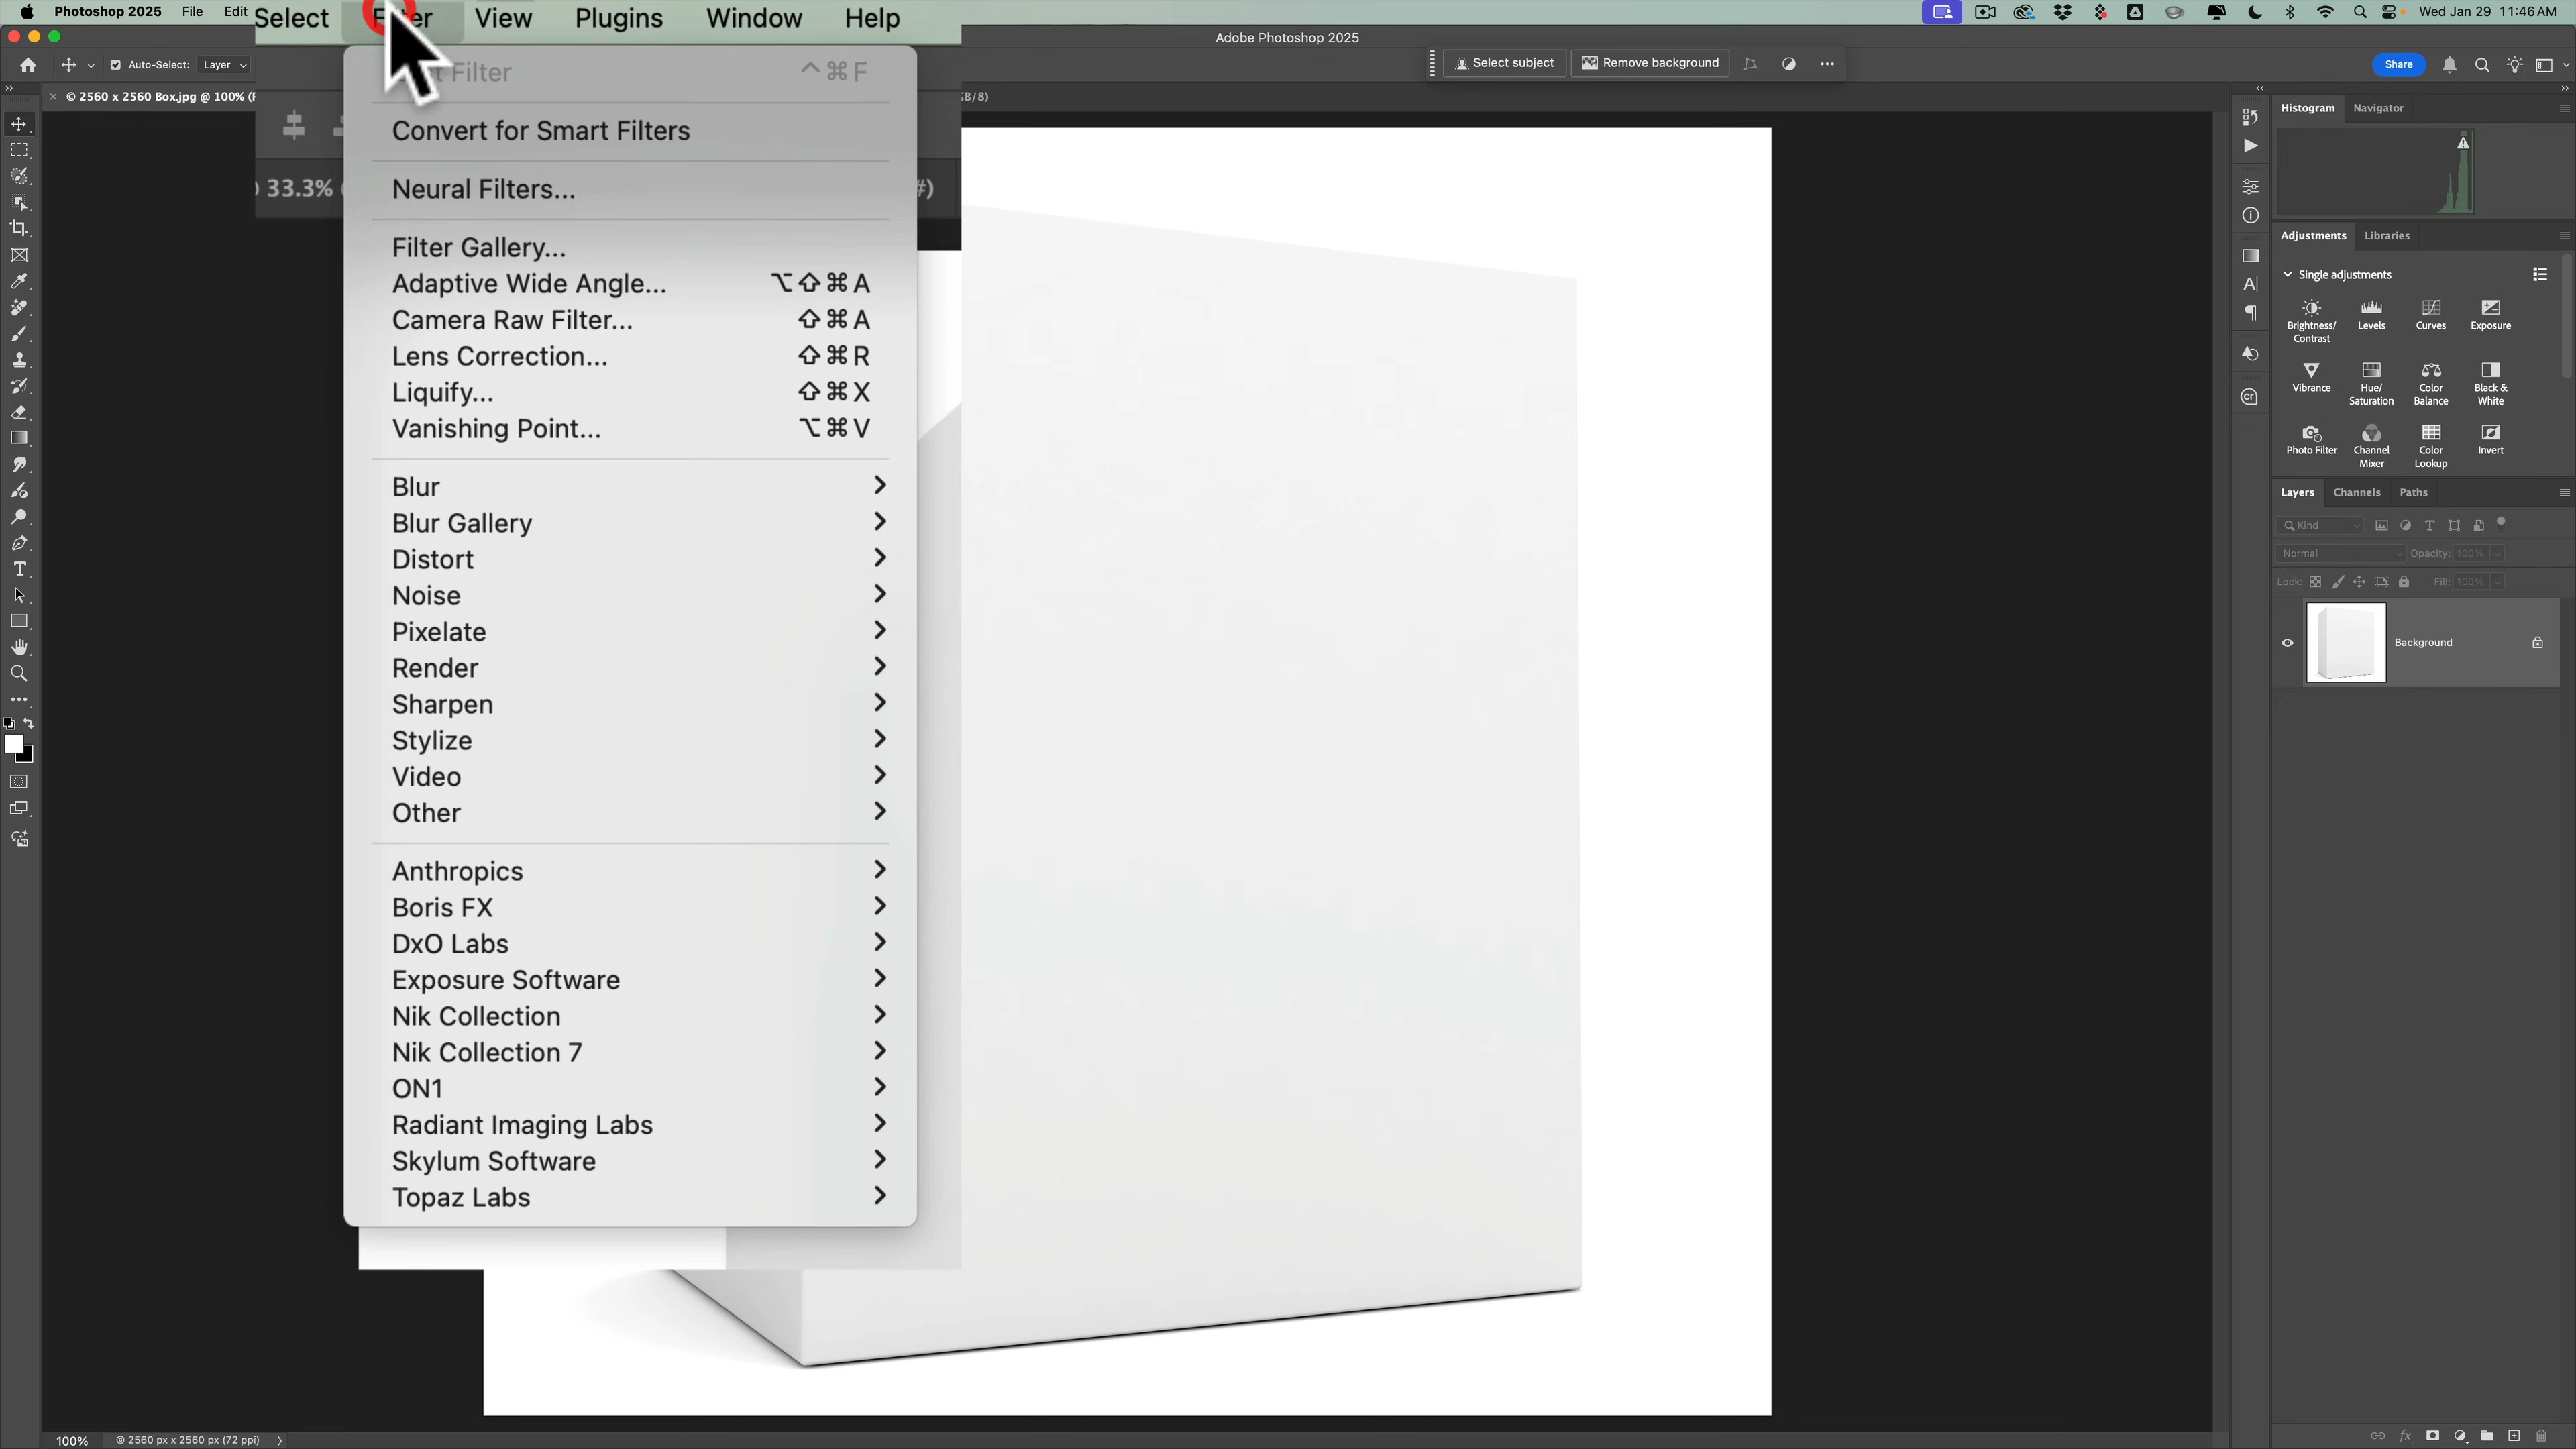 Photoshop 2025 File Edit Select Filter View Plugins Window Help Wed Jan 29 11:46 AM
Adobe Photoshop 2025
Auto-Select: Layer
Select subject Remove background ... Share
© 2560 x 2560 Box.jpg @ 100% (
33.3% #)
Filter ^⌘F
Convert for Smart Filters
Neural Filters...
Filter Gallery...
Adaptive Wide Angle... ⌥⇧⌘A
Camera Raw Filter... ⇧⌘A
Lens Correction... ⇧⌘R
Liquify... ⇧⌘X
Vanishing Point... ⌥⌘V
Blur
Blur Gallery
Distort
Noise
Pixelate
Render
Sharpen
Stylize
Video
Other
Anthropics
Boris FX
DxO Labs
Exposure Software
Nik Collection
Nik Collection 7
ON1
Radiant Imaging Labs
Skylum Software
Topaz Labs
Histogram Navigator
Adjustments Libraries
Single adjustments
Brightness/ Contrast
Levels
Curves
Exposure
Vibrance
Hue/ Saturation
Color Balance
Black & White
Photo Filter
Channel Mixer
Color Lookup
Invert
Layers Channels Paths
Kind
Normal Opacity: 100%
Lock: Fill: 100%
Background
100% © 2560 px x 2560 px (72 ppi)